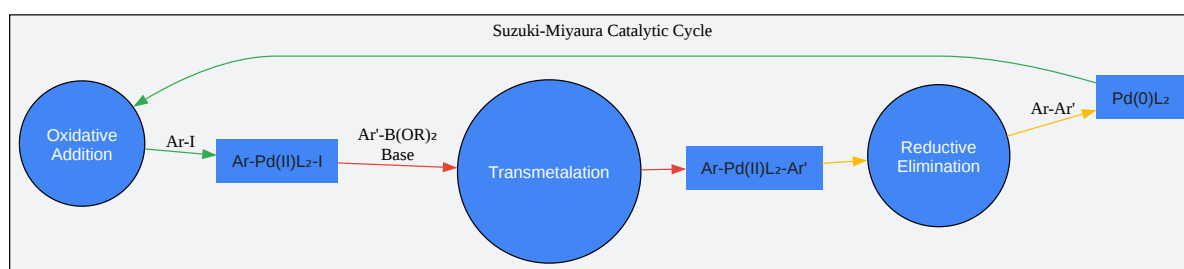 Suzuki-Miyaura Catalytic Cycle
Oxidative
Addition
Ar-I
Ar-Pd(II)L₂-I
Ar'-B(OR)₂
Base
Transmetalation
Ar-Pd(II)L₂-Ar'
Reductive
Elimination
Ar-Ar'
Pd(0)L₂